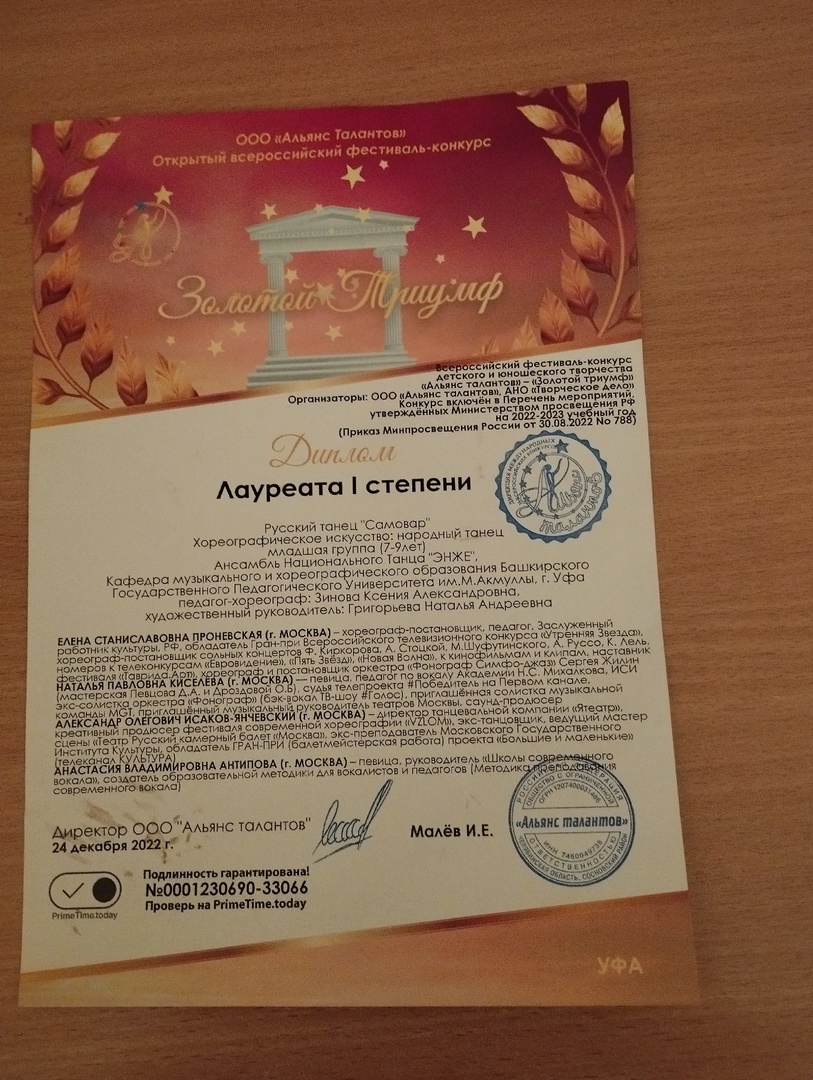 ООО «Альянс Талантов»
Открытый всероссийский фестиваль-конкурс
Золотой Триумф
Всероссийский фестиваль-конкурс
детского и юношеского творчества
«Альянс талантов» – «Золотой триумф»
Организаторы: ООО «Альянс талантов», АНО «Творческое дело»
Конкурс включён в Перечень мероприятий,
утверждённых Министерством просвещения РФ
на 2022-2023 учебный год
(Приказ Минпросвещения России от 30.08.2022 No 788)
Диплом
Лауреата I степени
Альянс
талантов
Русский танец "Самовар"
Хореографическое искусство: народный танец
младшая группа (7-9лет)
Ансамбль Национального Танца "ЭНЖЕ",
Кафедра музыкального и хореографического образования Башкирского
Государственного Педагогического Университета им.М.Акмуллы, г. Уфа
педагог-хореограф: Зинова Ксения Александровна,
художественный руководитель: Григорьева Наталья Андреевна
ЕЛЕНА СТАНИСЛАВОВНА ПРОНЕВСКАЯ (г. МОСКВА) – хореограф-постановщик, педагог. Заслуженный
работник культуры, РФ, обладатель Гран-при Всероссийского телевизионного конкурса «Утренняя Звезда»,
хореограф-постановщик сольных концертов Ф. Киркорова, А. Стоцкой, М.Шуфутинского, А. Руссо, К. Лель,
номеров к телеконкурсам «Евровидение», «Пять Звёзд», «Новая Волна», к кинофильмам и клипам, наставник
фестиваля «Таврида.Арт», хореограф и постановщик оркестра «Фонограф Симфо-джаз» Сергея Жилин
НАТАЛЬЯ ПАВЛОВНА КИСЕЛЁВА (г. МОСКВА) — певица, педагог по вокалу Академии Н.С. Михалкова, ИСИ
(мастерская Певцова Д.А. и Дроздовой О.Б), судья телепроекта #Победитель на Первом канале,
экс-солистка оркестра «Фонограф» (бэк-вокал ТВ-шоу #Голос), приглашённая солистка музыкальной
команды МGТ, приглашённый музыкальный руководитель театров Москвы, саунд-продюсер
АЛЕКСАНДР ОЛЕГОВИЧ ИСАКОВ-ЯНЧЕВСКИЙ (г. МОСКВА) – директор танцевальной компании «Ятеатр»,
креативный продюсер фестиваля современной хореографии «VZLOM», экс-танцовщик, ведущий мастер
сцены «Театр Русский камерный балет «Москва», экс-преподаватель Московского Государственного
Института Культуры, обладатель ГРАН-ПРИ (балетмейстерская работа) проекта «Большие и маленькие»
(телеканал КУЛЬТУРА)
АНАСТАСИЯ ВЛАДИМИРОВНА АНТИПОВА (г. МОСКВА) – певица, руководитель «Школы современного
вокала», создатель образовательной методики для вокалистов и педагогов (Методика преподавания
современного вокала)
Директор ООО "Альянс талантов"
24 декабря 2022 г.
Малёв И.Е.
«Альянс талантов»
Подлинность гарантирована!
№0001230690-33066
Проверь на PrimeTime.today
PrimeTime.today
УФА